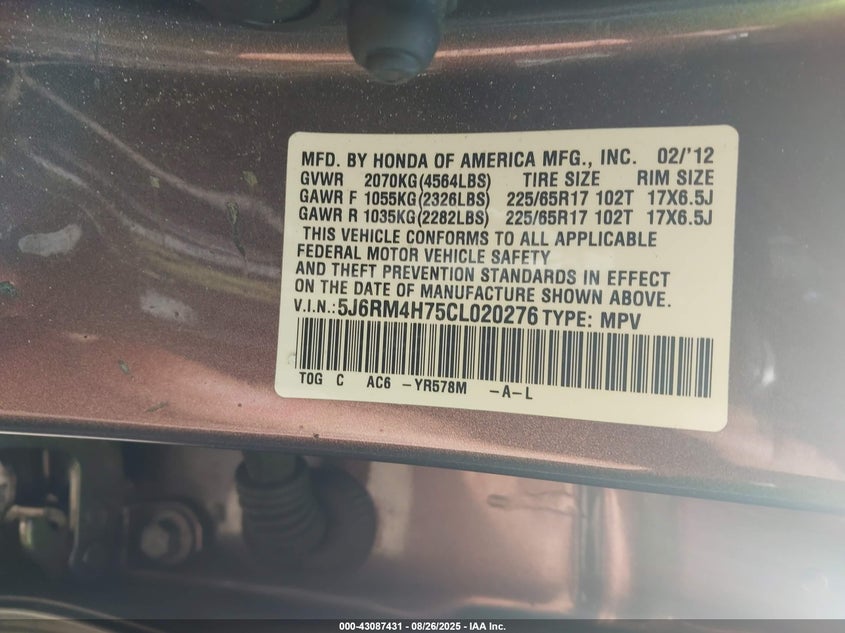 MFD. BY HONDA OF AMERICA MFG., INC. 02/'12
GVWR 2070KG(4564LBS) TIRE SIZE RIM SIZE
GAWR F 1055KG(2326LBS) 225/65R17 102T 17X6.5J
GAWR R 1035KG(2282LBS) 225/65R17 102T 17X6.5J
THIS VEHICLE CONFORMS TO ALL APPLICABLE
FEDERAL MOTOR VEHICLE SAFETY
AND THEFT PREVENTION STANDARDS IN EFFECT
ON THE DATE OF MANUFACTURE SHOWN ABOVE.
V.I.N.:5J6RM4H75CL020276 TYPE: MPV
T0G C AC6 -YR578M -A-L
000-43087431 - 08/26/2025 - IAA Inc.